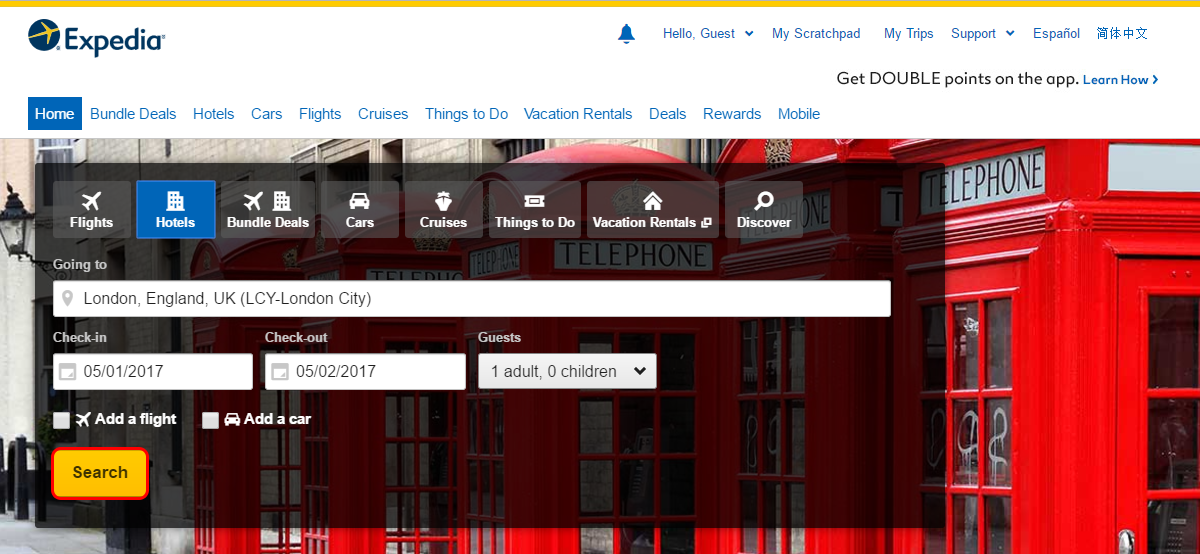 Expedia
Hello, Guest My Scratchpad My Trips Support Español 简体中文
Get DOUBLE points on the app. Learn How
Home Bundle Deals Hotels Cars Flights Cruises Things to Do Vacation Rentals Deals Rewards Mobile
Flights Hotels Bundle Deals Cars Cruises Things to Do Vacation Rentals Discover
TELEPHONE
TELEPHONE
TELEPHONE
Going to
London, England, UK (LCY-London City)
Check-in Check-out Guests
05/01/2017 05/02/2017 1 adult, 0 children
Add a flight Add a car
Search